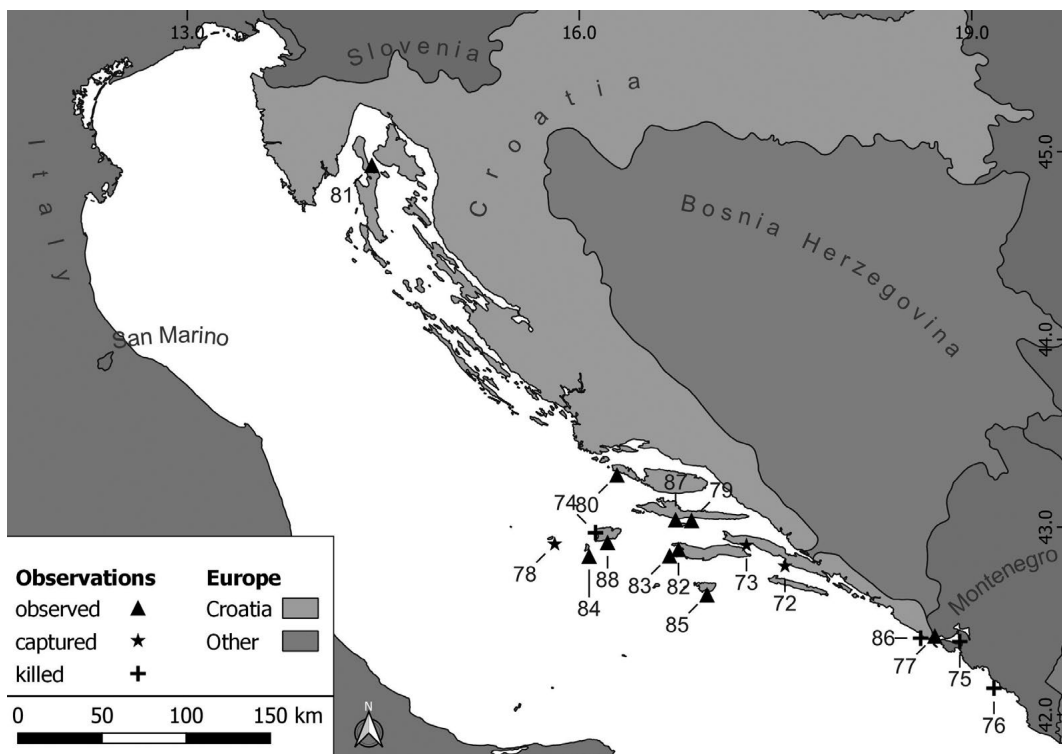 13.0
16.0
19.0
Slovenia
Croatia
Italy
45.0
81
Bosnia Herzegovina
San Marino
44.0
87
79
74
80
43.0
78
88
83
82
73
84
72
85
Montenegro
86
77
75
76
42.0
Observations
observed
captured
killed
Europe
Croatia
Other
0 50 100 150 km
N